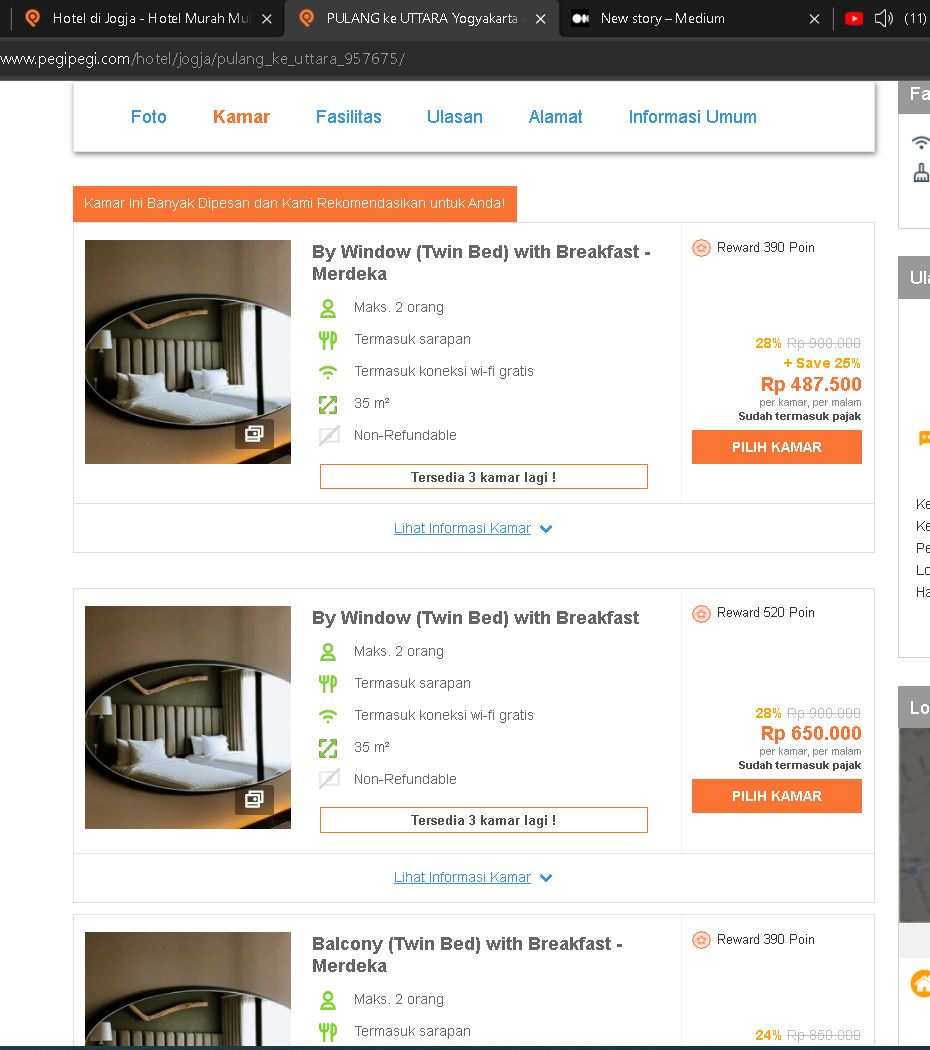 Hotel di Jogja - Hotel Murah Mul
PULANG ke UTTARA Yogyakarta
New story – Medium
(11)
www.pegipegi.com/hotel/jogja/pulang_ke_uttara_957675/
Foto Kamar Fasilitas Ulasan Alamat Informasi Umum
Fa
Kamar Ini Banyak Dipesan dan Kami Rekomendasikan untuk Anda!
By Window (Twin Bed) with Breakfast -
Merdeka
Maks. 2 orang
Termasuk sarapan
Termasuk koneksi wi-fi gratis
35 m²
Non-Refundable
Tersedia 3 kamar lagi !
Reward 390 Poin
28% Rp 900.000
+ Save 25%
Rp 487.500
per kamar, per malam
Sudah termasuk pajak
PILIH KAMAR
Lihat Informasi Kamar
By Window (Twin Bed) with Breakfast
Maks. 2 orang
Termasuk sarapan
Termasuk koneksi wi-fi gratis
35 m²
Non-Refundable
Tersedia 3 kamar lagi !
Reward 520 Poin
28% Rp 900.000
Rp 650.000
per kamar, per malam
Sudah termasuk pajak
PILIH KAMAR
Lihat Informasi Kamar
Balcony (Twin Bed) with Breakfast -
Merdeka
Maks. 2 orang
Termasuk sarapan
Reward 390 Poin
24% Rp 850.000
Ula
Ke
Ke
Pe
Lo
Ha
Lo